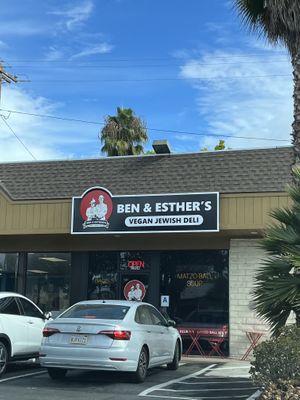 BEN & ESTHER'S
VEGAN JEWISH DELI
OPEN
MATZO BALL
SOUP